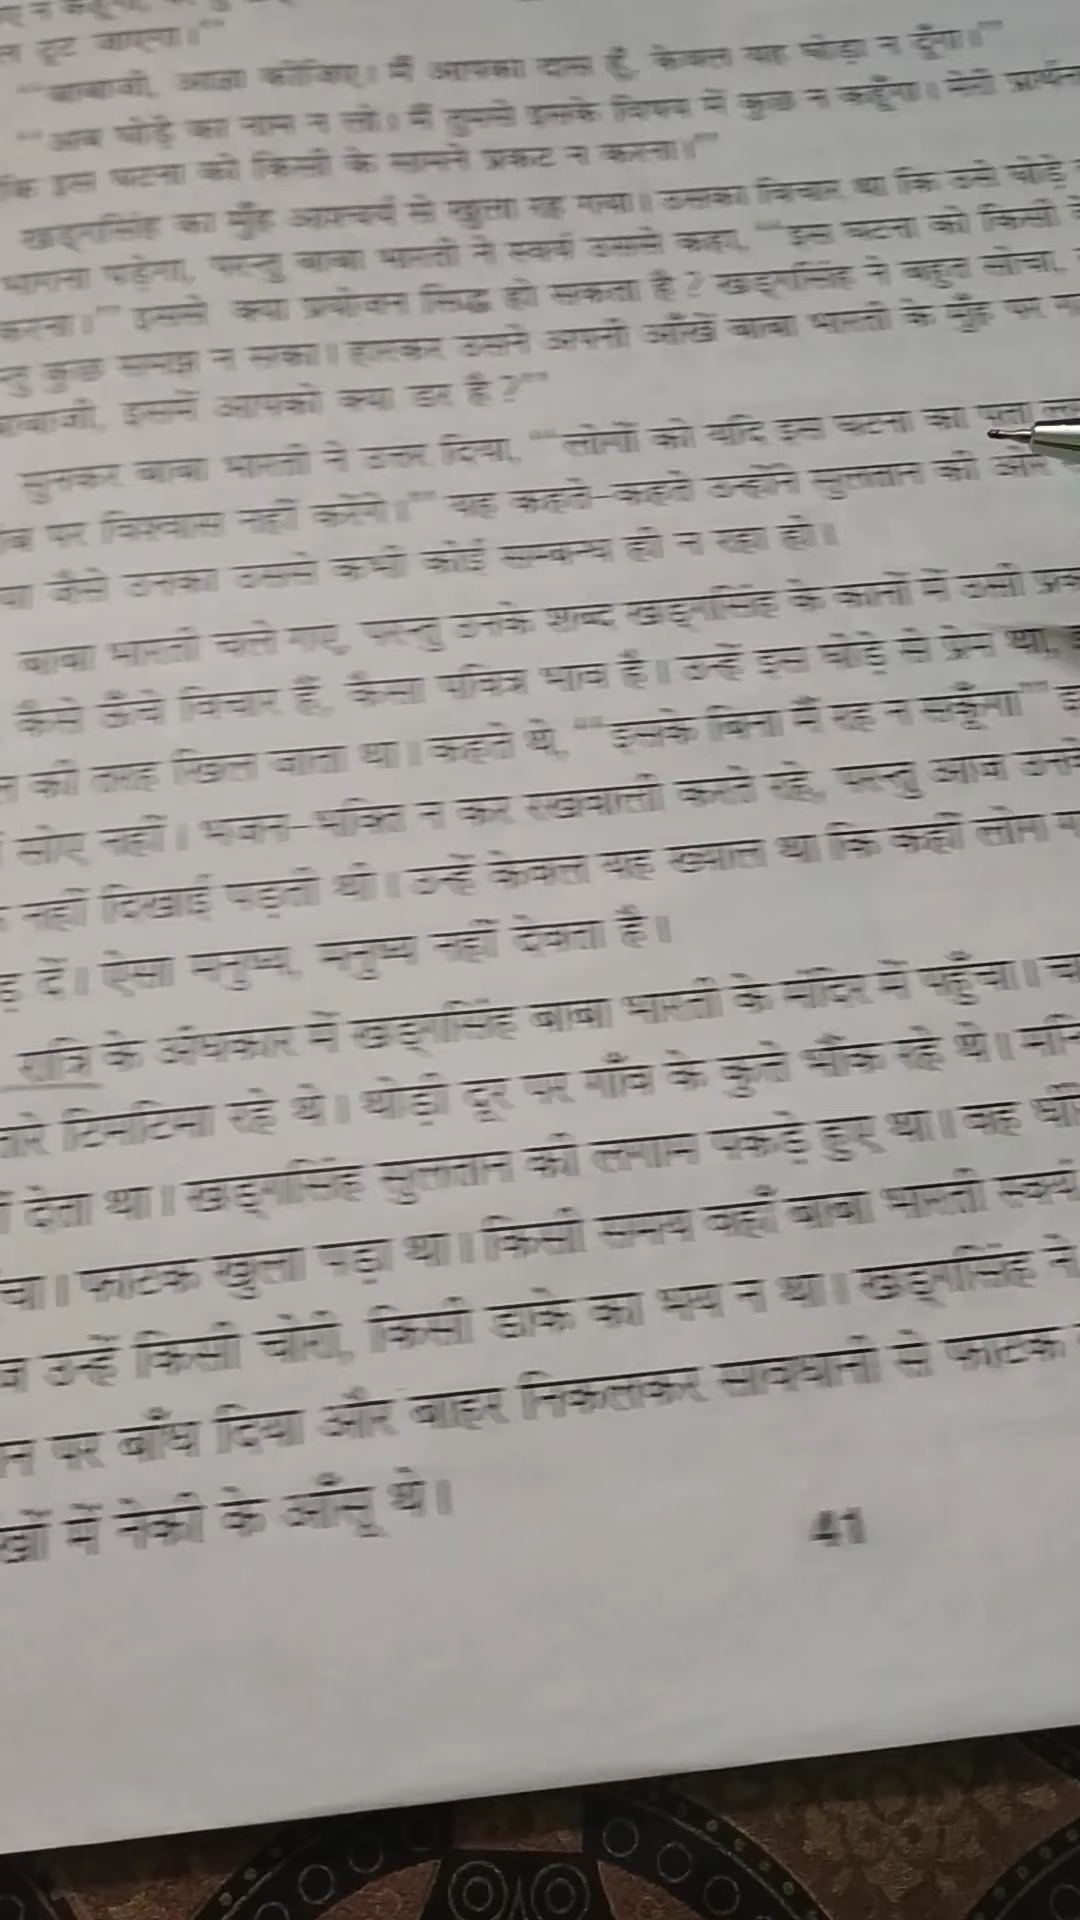 टूट जाएगा।"
"बाबाजी, आज्ञा कीजिए। मैं आपका दास हूँ, केवल यह घोड़ा न दूँगा।"
"अब घोड़े का नाम न लो। मैं तुमसे इसके विषय में कुछ न कहूँगा। मेरी प्रार्थना
कि इस घटना को किसी के सामने प्रकट न करना।"
खड्गसिंह का मुँह आश्चर्य से खुला रह गया। उसका विचार था कि उसे घोड़े
भागना पड़ेगा, परन्तु बाबा भारती ने स्वयं उससे कहा, "इस घटना को किसी
करना।" इससे क्या प्रयोजन सिद्ध हो सकता है? खड्गसिंह ने बहुत सोचा,
कुछ समझ न सका। हारकर उसने अपनी आँखें बाबा भारती के मुँह पर
बाबाजी, इसमें आपको क्या डर है?"
सुनकर बाबा भारती ने उत्तर दिया, "लोगों को यदि इस घटना का पता
पर विश्वास नहीं करेंगे।" यह कहते-कहते उन्होंने सुलतान की ओर
जैसे उनका उससे कभी कोई सम्बन्ध ही न रहा हो।
बाबा भारती चले गए, परन्तु उनके शब्द खड्गसिंह के कानों में उसी
कैसे ऊँचे विचार हैं, कैसा पवित्र भाव है। उन्हें इस घोड़े से प्रेम था,
की तरह खिल जाता था। कहते थे, "इसके बिना मैं रह न सकूँगा"
सोए नहीं। भजन-भक्ति न कर रखवाली करते रहे, परन्तु आज उनके
नहीं दिखाई पड़ती थी। उन्हें केवल यह ख्याल था कि कहीं लोग
दें। ऐसा मनुष्य, मनुष्य नहीं देवता है।
रात्रि के अंधकार में खड्गसिंह बाबा भारती के मंदिर में पहुँचा।
तारे टिमटिमा रहे थे। थोड़ी दूर पर गाँव के कुत्ते भौंक रहे थे।
देता था। खड्गसिंह सुलतान की लगाम पकड़े हुए था। वह
फाटक खुला पड़ा था। किसी समय वहाँ बाबा भारती स्वयं
उन्हें किसी चोरी, किसी डाके का भय न था। खड्गसिंह ने
पर बाँध दिया और बाहर निकलकर सावधानी से फाटक
में नेकी के आँसू थे।
41